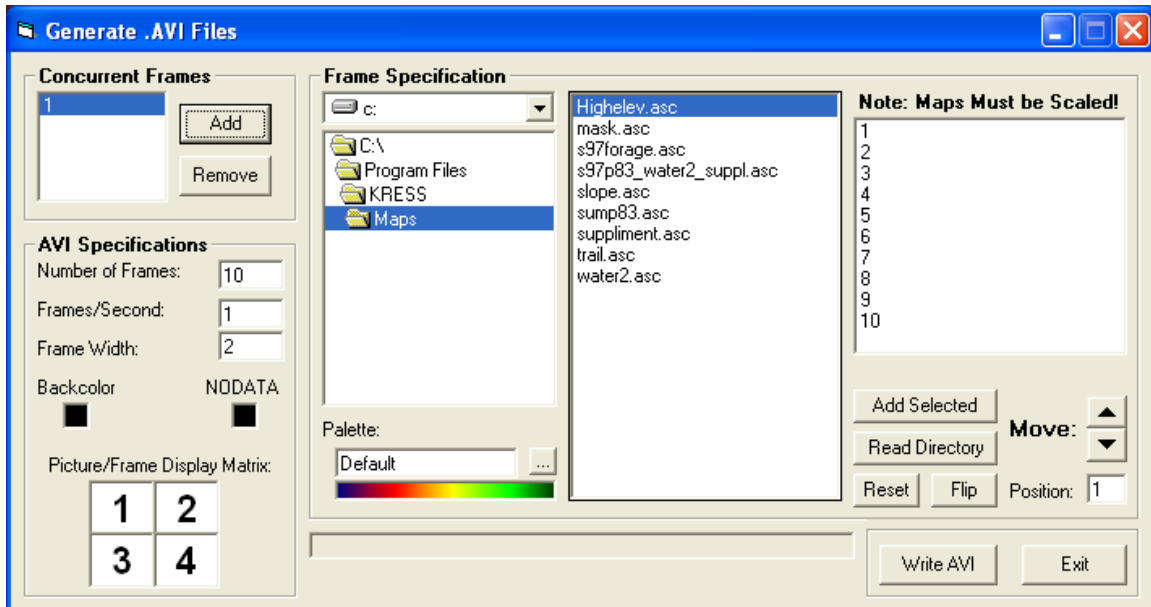 Generate .AVI Files
Concurrent Frames
1
Add
Remove
AVI Specifications
Number of Frames: 10
Frames/Second: 1
Frame Width: 2
Backcolor NODATA
Picture/Frame Display Matrix:
1 2
3 4
Frame Specification
c:
C:\
Program Files
KRESS
Maps
Palette:
Default ...
Highelev.asc
mask.asc
s97forage.asc
s97p83_water2_suppl.asc
slope.asc
sump83.asc
suppliment.asc
trail.asc
water2.asc
Note: Maps Must be Scaled!
1
2
3
4
5
6
7
8
9
10
Add Selected
Read Directory
Move:
Reset Flip Position: 1
Write AVI Exit